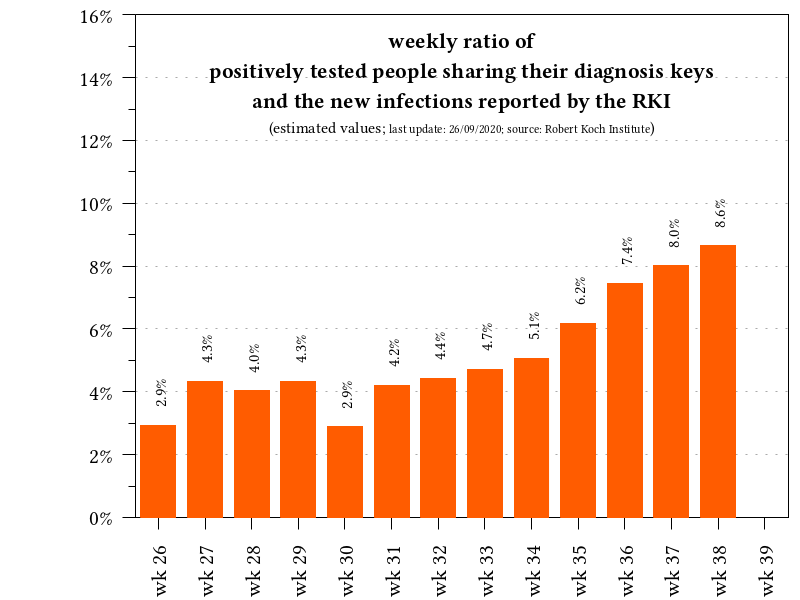 weekly ratio of
positively tested people sharing their diagnosis keys
and the new infections reported by the RKI
(estimated values; last update: 26/09/2020; source: Robert Koch Institute)
16%
14%
12%
10%
8%
6%
4%
2%
0%
2.9%
4.3%
4.0%
4.3%
2.9%
4.2%
4.4%
4.7%
5.1%
6.2%
7.4%
8.0%
8.6%
wk 26
wk 27
wk 28
wk 29
wk 30
wk 31
wk 32
wk 33
wk 34
wk 35
wk 36
wk 37
wk 38
wk 39